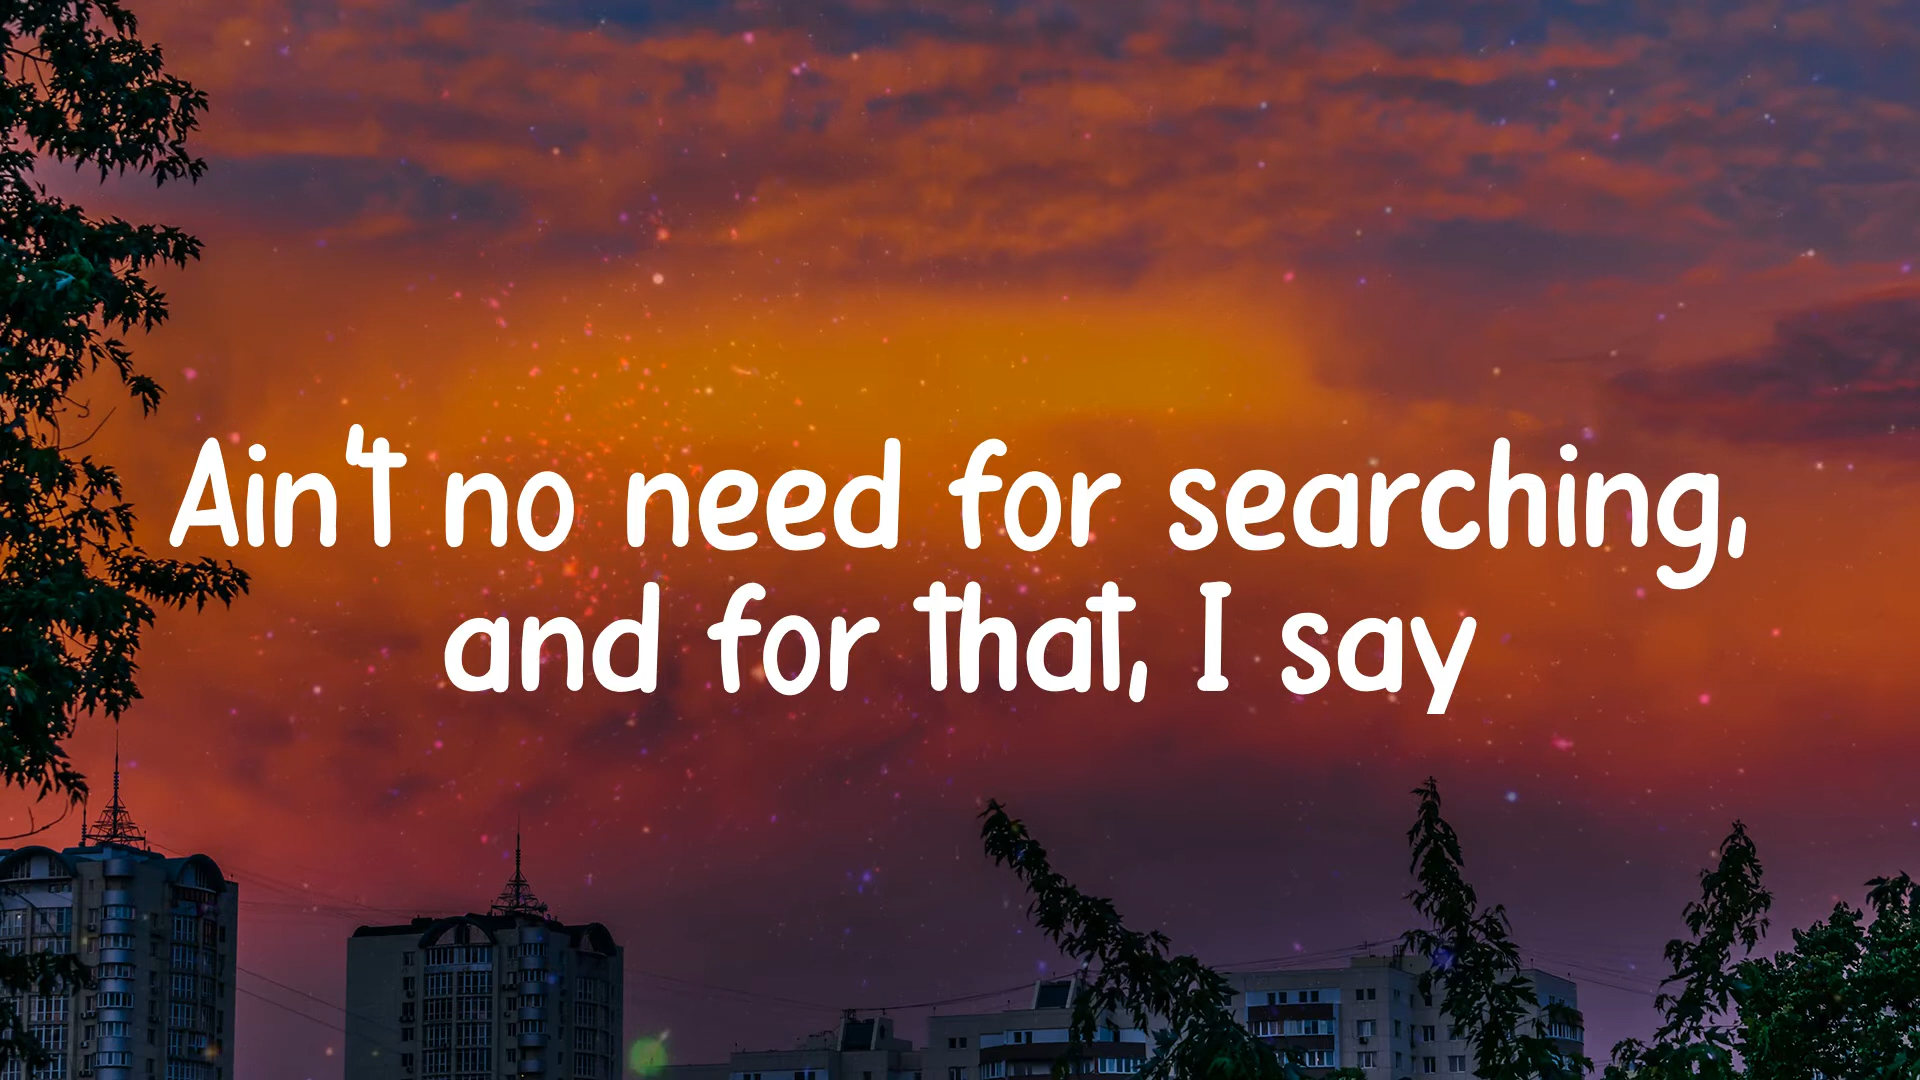 Ain't no need for searching,
and for that, I say